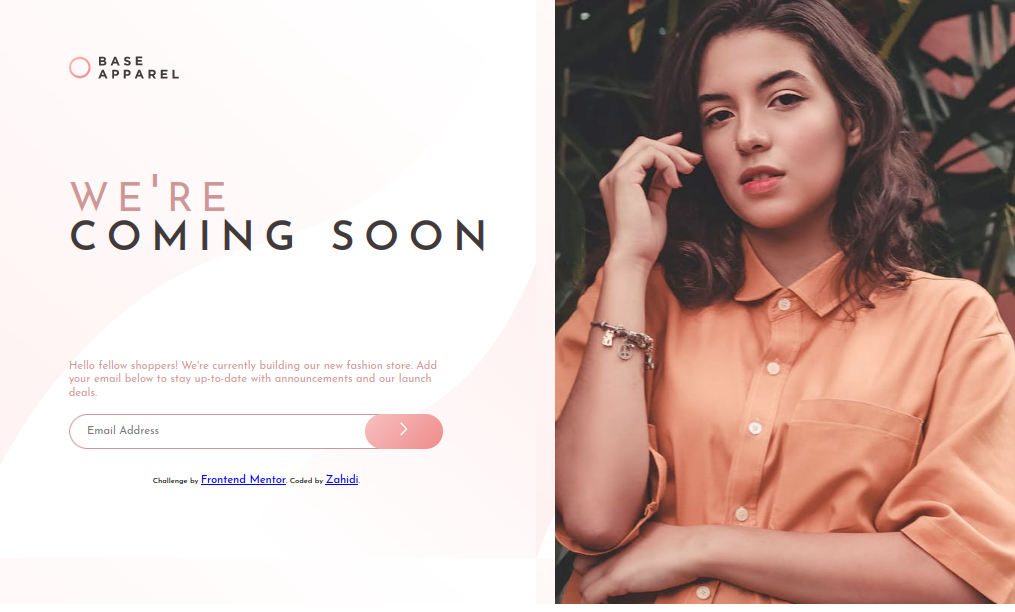 BASE
APPAREL
WE'RE
COMING SOON
Hello fellow shoppers! We're currently building our new fashion store. Add
your email below to stay up-to-date with announcements and our launch
deals.
Email Address
Challenge by Frontend Mentor. Coded by Zahidi.